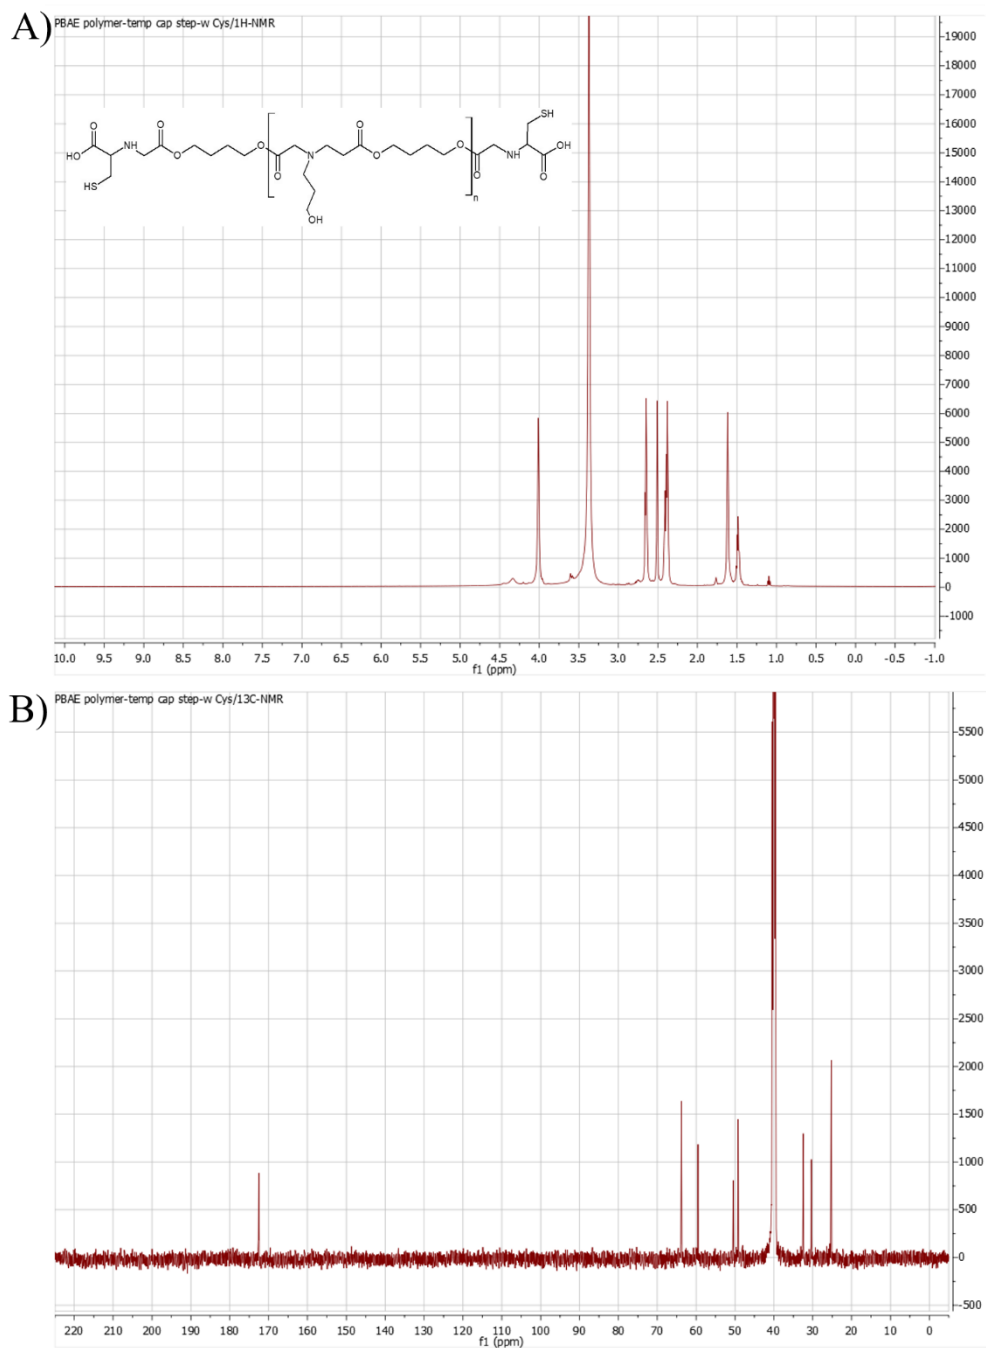 A)
PBAE polymer-temp cap step-w Cys/1H-NMR
19000
18000
17000
16000
15000
14000
13000
12000
11000
10000
9000
8000
7000
6000
5000
4000
3000
2000
1000
0
-1000
SH
O O O O
HO NH O O N O O NH OH
O O
HS n
OH
10.0 9.5 9.0 8.5 8.0 7.5 7.0 6.5 6.0 5.5 5.0 4.5 4.0 3.5 3.0 2.5 2.0 1.5 1.0 0.5 0.0 -0.5 -1.0
f1 (ppm)
B)
PBAE polymer-temp cap step-w Cys/13C-NMR
5500
5000
4500
4000
3500
3000
2500
2000
1500
1000
500
0
-500
220 210 200 190 180 170 160 150 140 130 120 110 100 90 80 70 60 50 40 30 20 10 0
f1 (ppm)